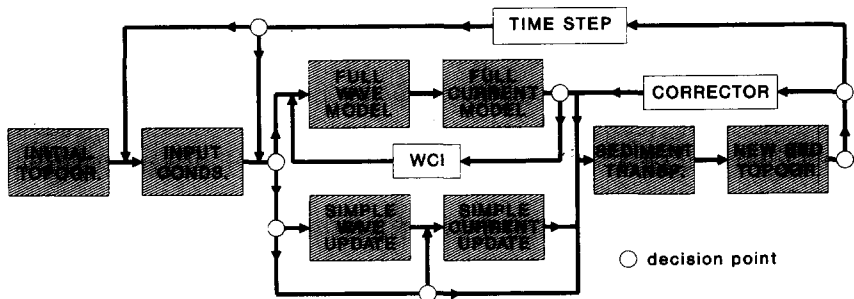 TIME STEP
FULL
WAVE
MODEL
FULL
CURRENT
MODEL
CORRECTOR
INITIAL
TOPOGR.
INPUT
CONDS.
WCI
SEDIMENT
TRANSP.
NEW BED
TOPOGR.
SIMPLE
WAVE
UPDATE
SIMPLE
CURRENT
UPDATE
decision point